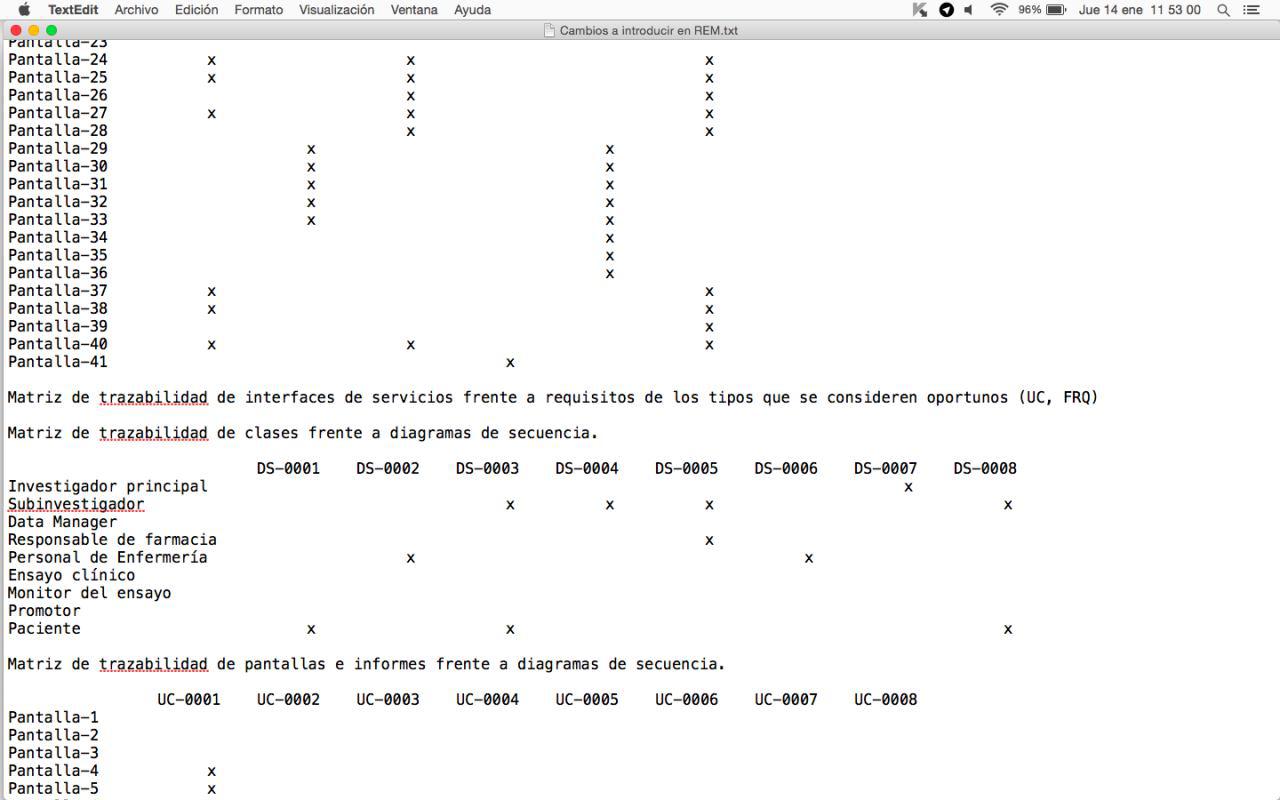 TextEdit Archivo Edición Formato Visualización Ventana Ayuda 96% Jue 14 ene 11 53 00
Cambios a introducir en REM.txt
Pantalla-23
Pantalla-24 x x x
Pantalla-25 x x x
Pantalla-26 x x
Pantalla-27 x x x
Pantalla-28 x x
Pantalla-29 x x
Pantalla-30 x x
Pantalla-31 x x
Pantalla-32 x x
Pantalla-33 x x
Pantalla-34 x
Pantalla-35 x
Pantalla-36 x
Pantalla-37 x x
Pantalla-38 x x
Pantalla-39 x
Pantalla-40 x x x
Pantalla-41 x
Matriz de trazabilidad de interfaces de servicios frente a requisitos de los tipos que se consideren oportunos (UC, FRQ)
Matriz de trazabilidad de clases frente a diagramas de secuencia.
DS-0001 DS-0002 DS-0003 DS-0004 DS-0005 DS-0006 DS-0007 DS-0008
Investigador principal x
Subinvestigador x x x x
Data Manager
Responsable de farmacia x
Personal de Enfermería x x
Ensayo clínico
Monitor del ensayo
Promotor
Paciente x x x
Matriz de trazabilidad de pantallas e informes frente a diagramas de secuencia.
UC-0001 UC-0002 UC-0003 UC-0004 UC-0005 UC-0006 UC-0007 UC-0008
Pantalla-1
Pantalla-2
Pantalla-3
Pantalla-4 x
Pantalla-5 x